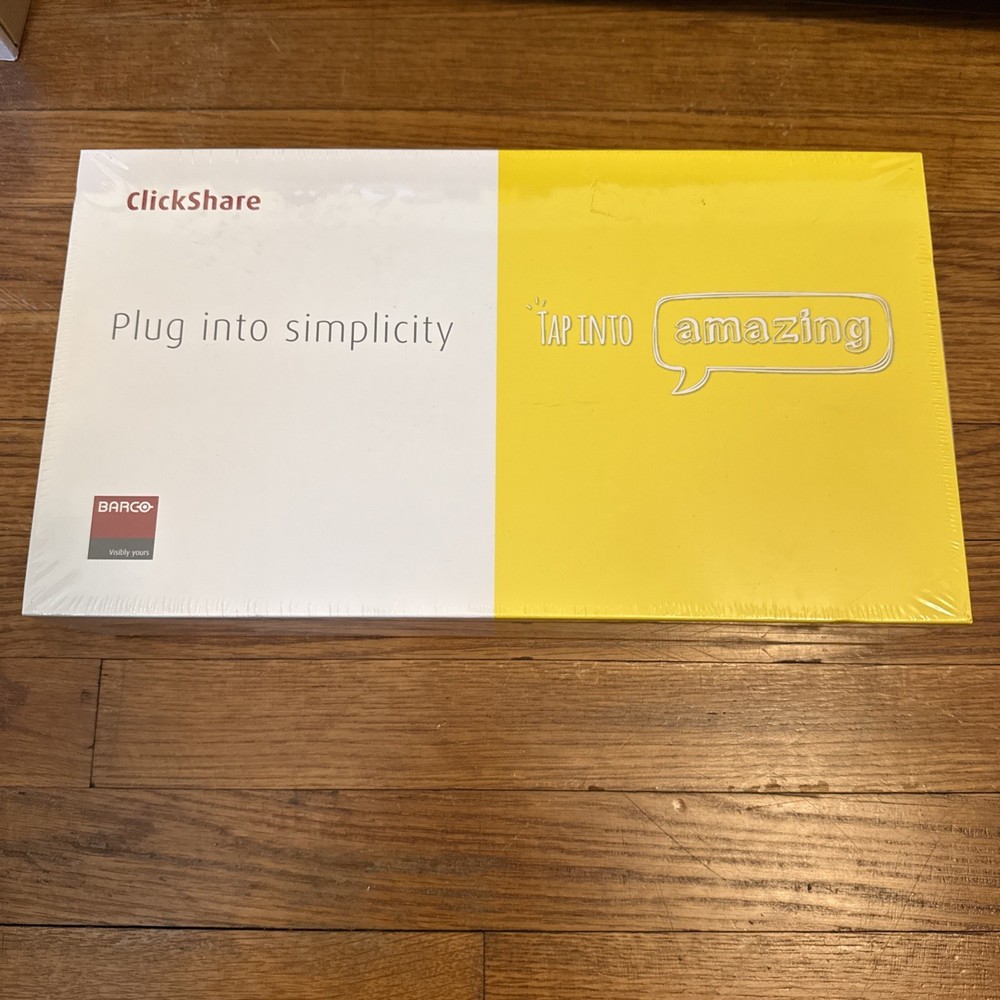 ClickShare
Plug into simplicity
TAP INTO amazing
BARCO
Visibly yours